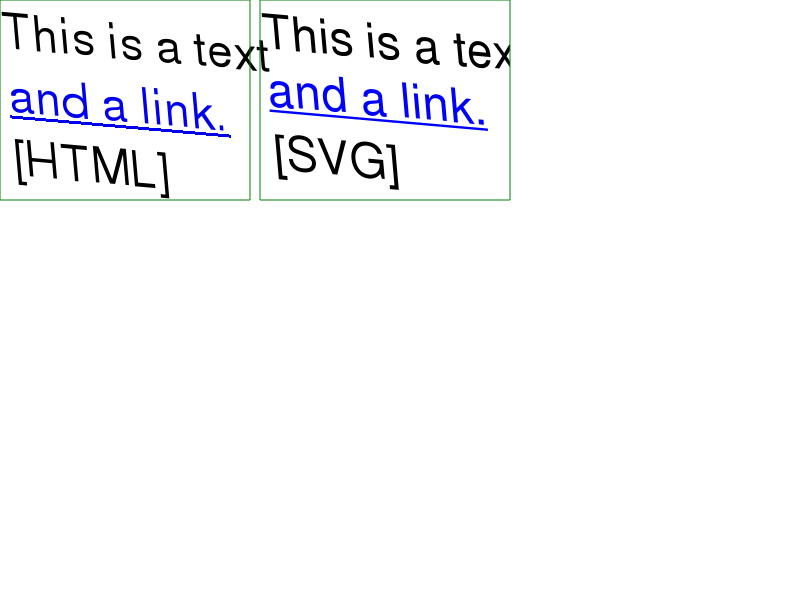 This is a text
and a link.
[HTML]
This is a tex
and a link.
[SVG]